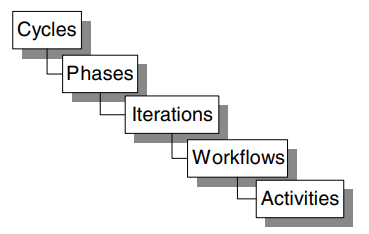 Cycles
Phases
Iterations
Workflows
Activities